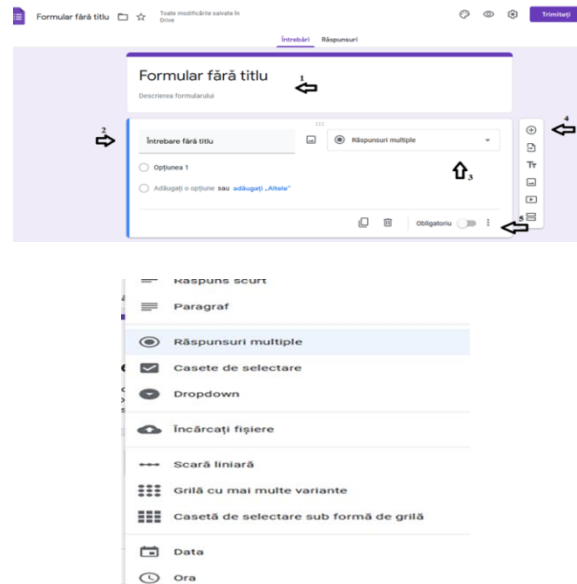 Formular fără titlu
Toate modificările salvate în
Drive
Trimiteți
Întrebări Răspunsuri
Formular fără titlu
1
Descrierea formularului
2
4
Întrebare fără titlu
Răspunsuri multiple
Opțiunea 1
3
Adăugați o opțiune sau adăugați „Altele"
Tт
Obligatoriu
5
Răspuns scurt
Paragraf
Răspunsuri multiple
Casete de selectare
Dropdown
Încărcați fișiere
Scară liniară
Grilă cu mai multe variante
Casetă de selectare sub formă de grilă
Data
Ora